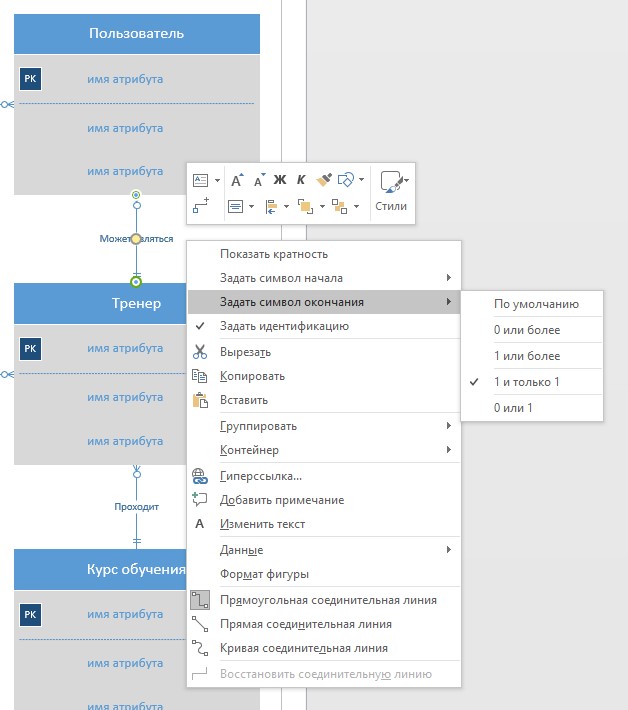 Пользователь
PK имя атрибута
имя атрибута
имя атрибута
Ж К
Стили
Тренер
PK имя атрибута
имя атрибута
имя атрибута
Проходит
Курс обучения
PK имя атрибута
имя атрибута
имя атрибута
Показать кратность
Задать символ начала
Задать символ окончания
Задать идентификацию
Вырезать
Копировать
Вставить
Группировать
Контейнер
Гиперссылка...
Добавить примечание
Изменить текст
Данные
Формат фигуры
Прямоугольная соединительная линия
Прямая соединительная линия
Кривая соединительная линия
Восстановить соединительную линию
По умолчанию
0 или более
1 или более
1 и только 1
0 или 1